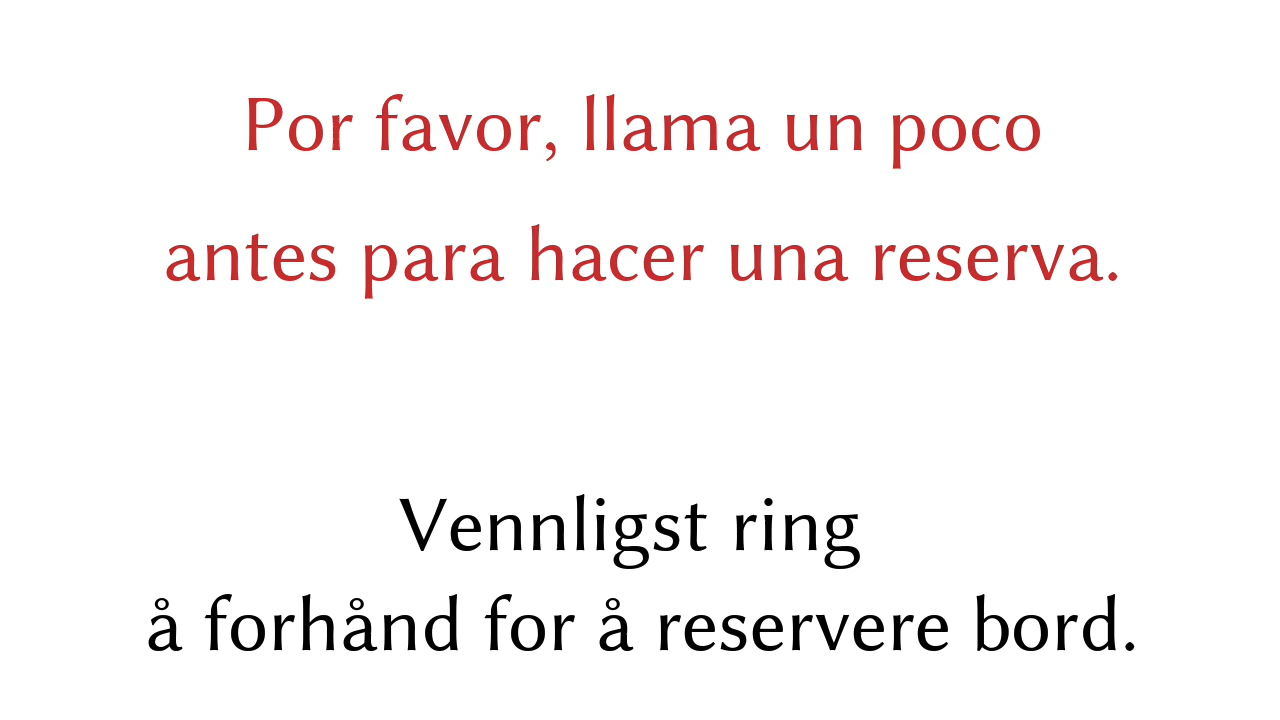 Por favor, llama un poco
antes para hacer una reserva.
Vennligst ring
å forhånd for å reservere bord.